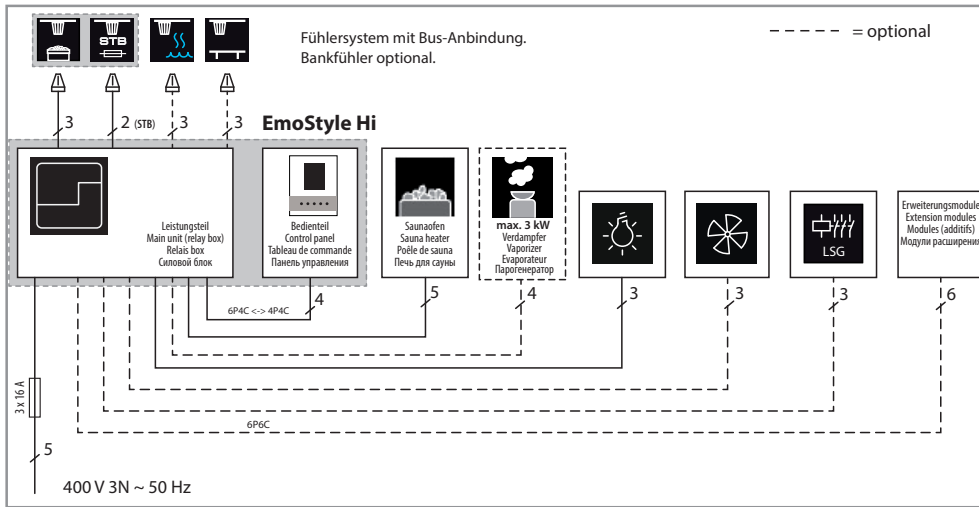 STB
Fühlersystem mit Bus-Anbindung.
Bankfühler optional.
= optional
3
2 (STB)
3
3
EmoStyle Hi
Leistungsteil
Main unit (relay box)
Relais box
Силовой блок
Bedienteil
Control panel
Tableau de commande
Панель управления
Saunaofen
Sauna heater
Poêle de sauna
Печь для сауны
max. 3 kW
Verdampfer
Vaporizer
Evaporateur
Парогенератор
LSG
Erweiterungsmodule
Extension modules
Modules (additifs)
Модули расширения
4
5
4
3
3
3
6
6P4C <-> 4P4C
3 x 16 A
6P6C
5
400 V 3N ~ 50 Hz